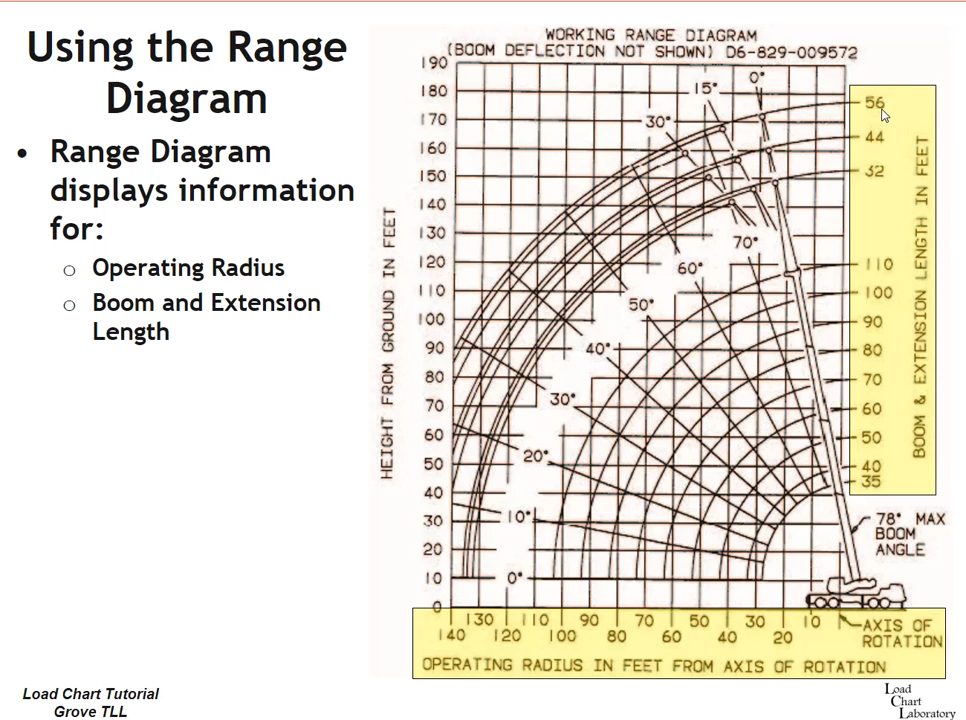 Using the Range
Diagram
• Range Diagram
displays information
for:
○ Operating Radius
○ Boom and Extension
Length
Load Chart Tutorial
Grove TLL
WORKING RANGE DIAGRAM
(BOOM DEFLECTION NOT SHOWN) D6-829-009572
HEIGHT FROM GROUND IN FEET
190
180
170
160
150
140
130
120
110
100
90
80
70
60
50
40
30
20
10
0
0°
15°
30°
70°
60°
50°
40°
30°
20°
10°
0°
56
44
32
110
100
90
80
70
60
50
40
35
BOOM & EXTENSION LENGTH IN FEET
78° MAX
BOOM
ANGLE
130 110 90 70 50 30 10
140 120 100 80 60 40 20
AXIS OF
ROTATION
OPERATING RADIUS IN FEET FROM AXIS OF ROTATION
Load
Chart
Laboratory